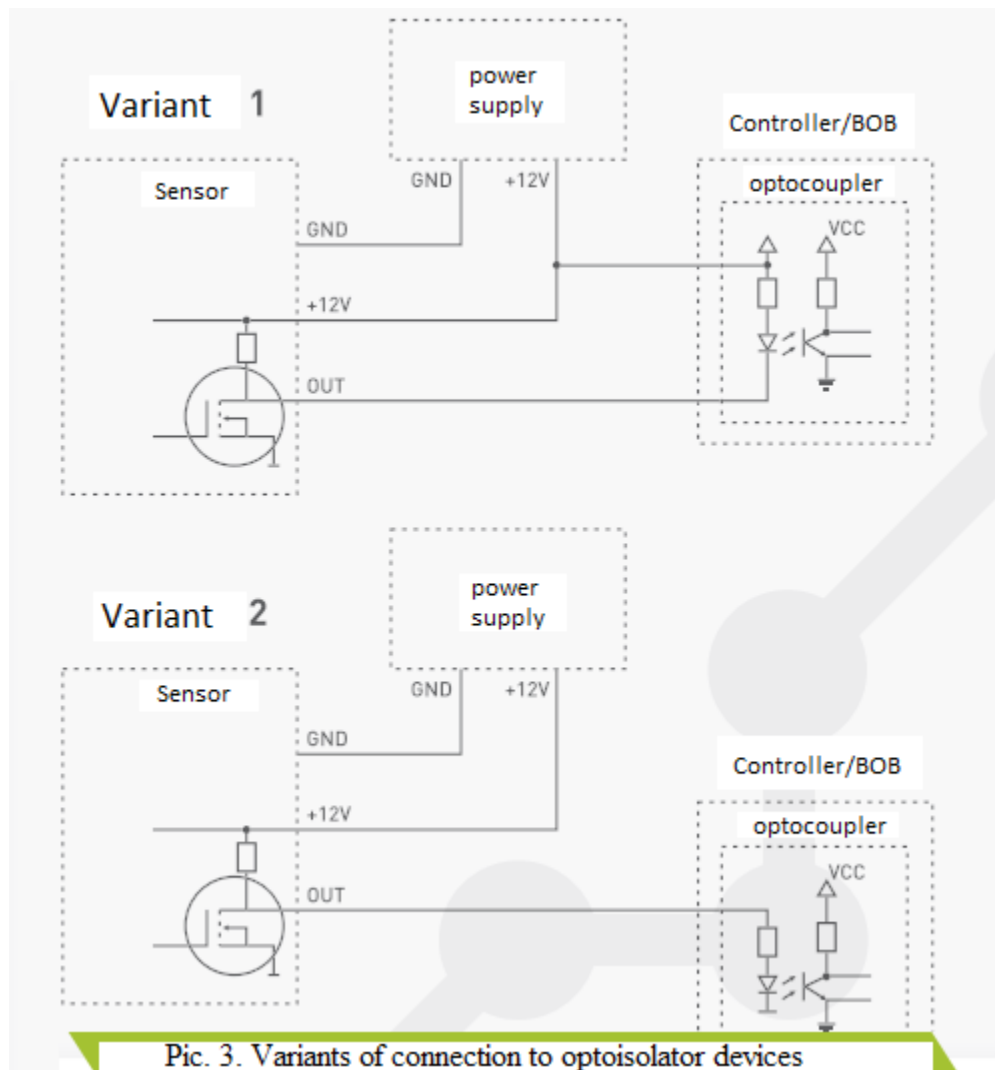 Variant 1
power
supply
Controller/BOB
Sensor
GND
+12V
optocoupler
GND
VCC
+12V
OUT
Variant 2
power
supply
Sensor
GND
+12V
GND
Controller/BOB
+12V
optocoupler
VCC
OUT
Pic. 3. Variants of connection to optoisolator devices